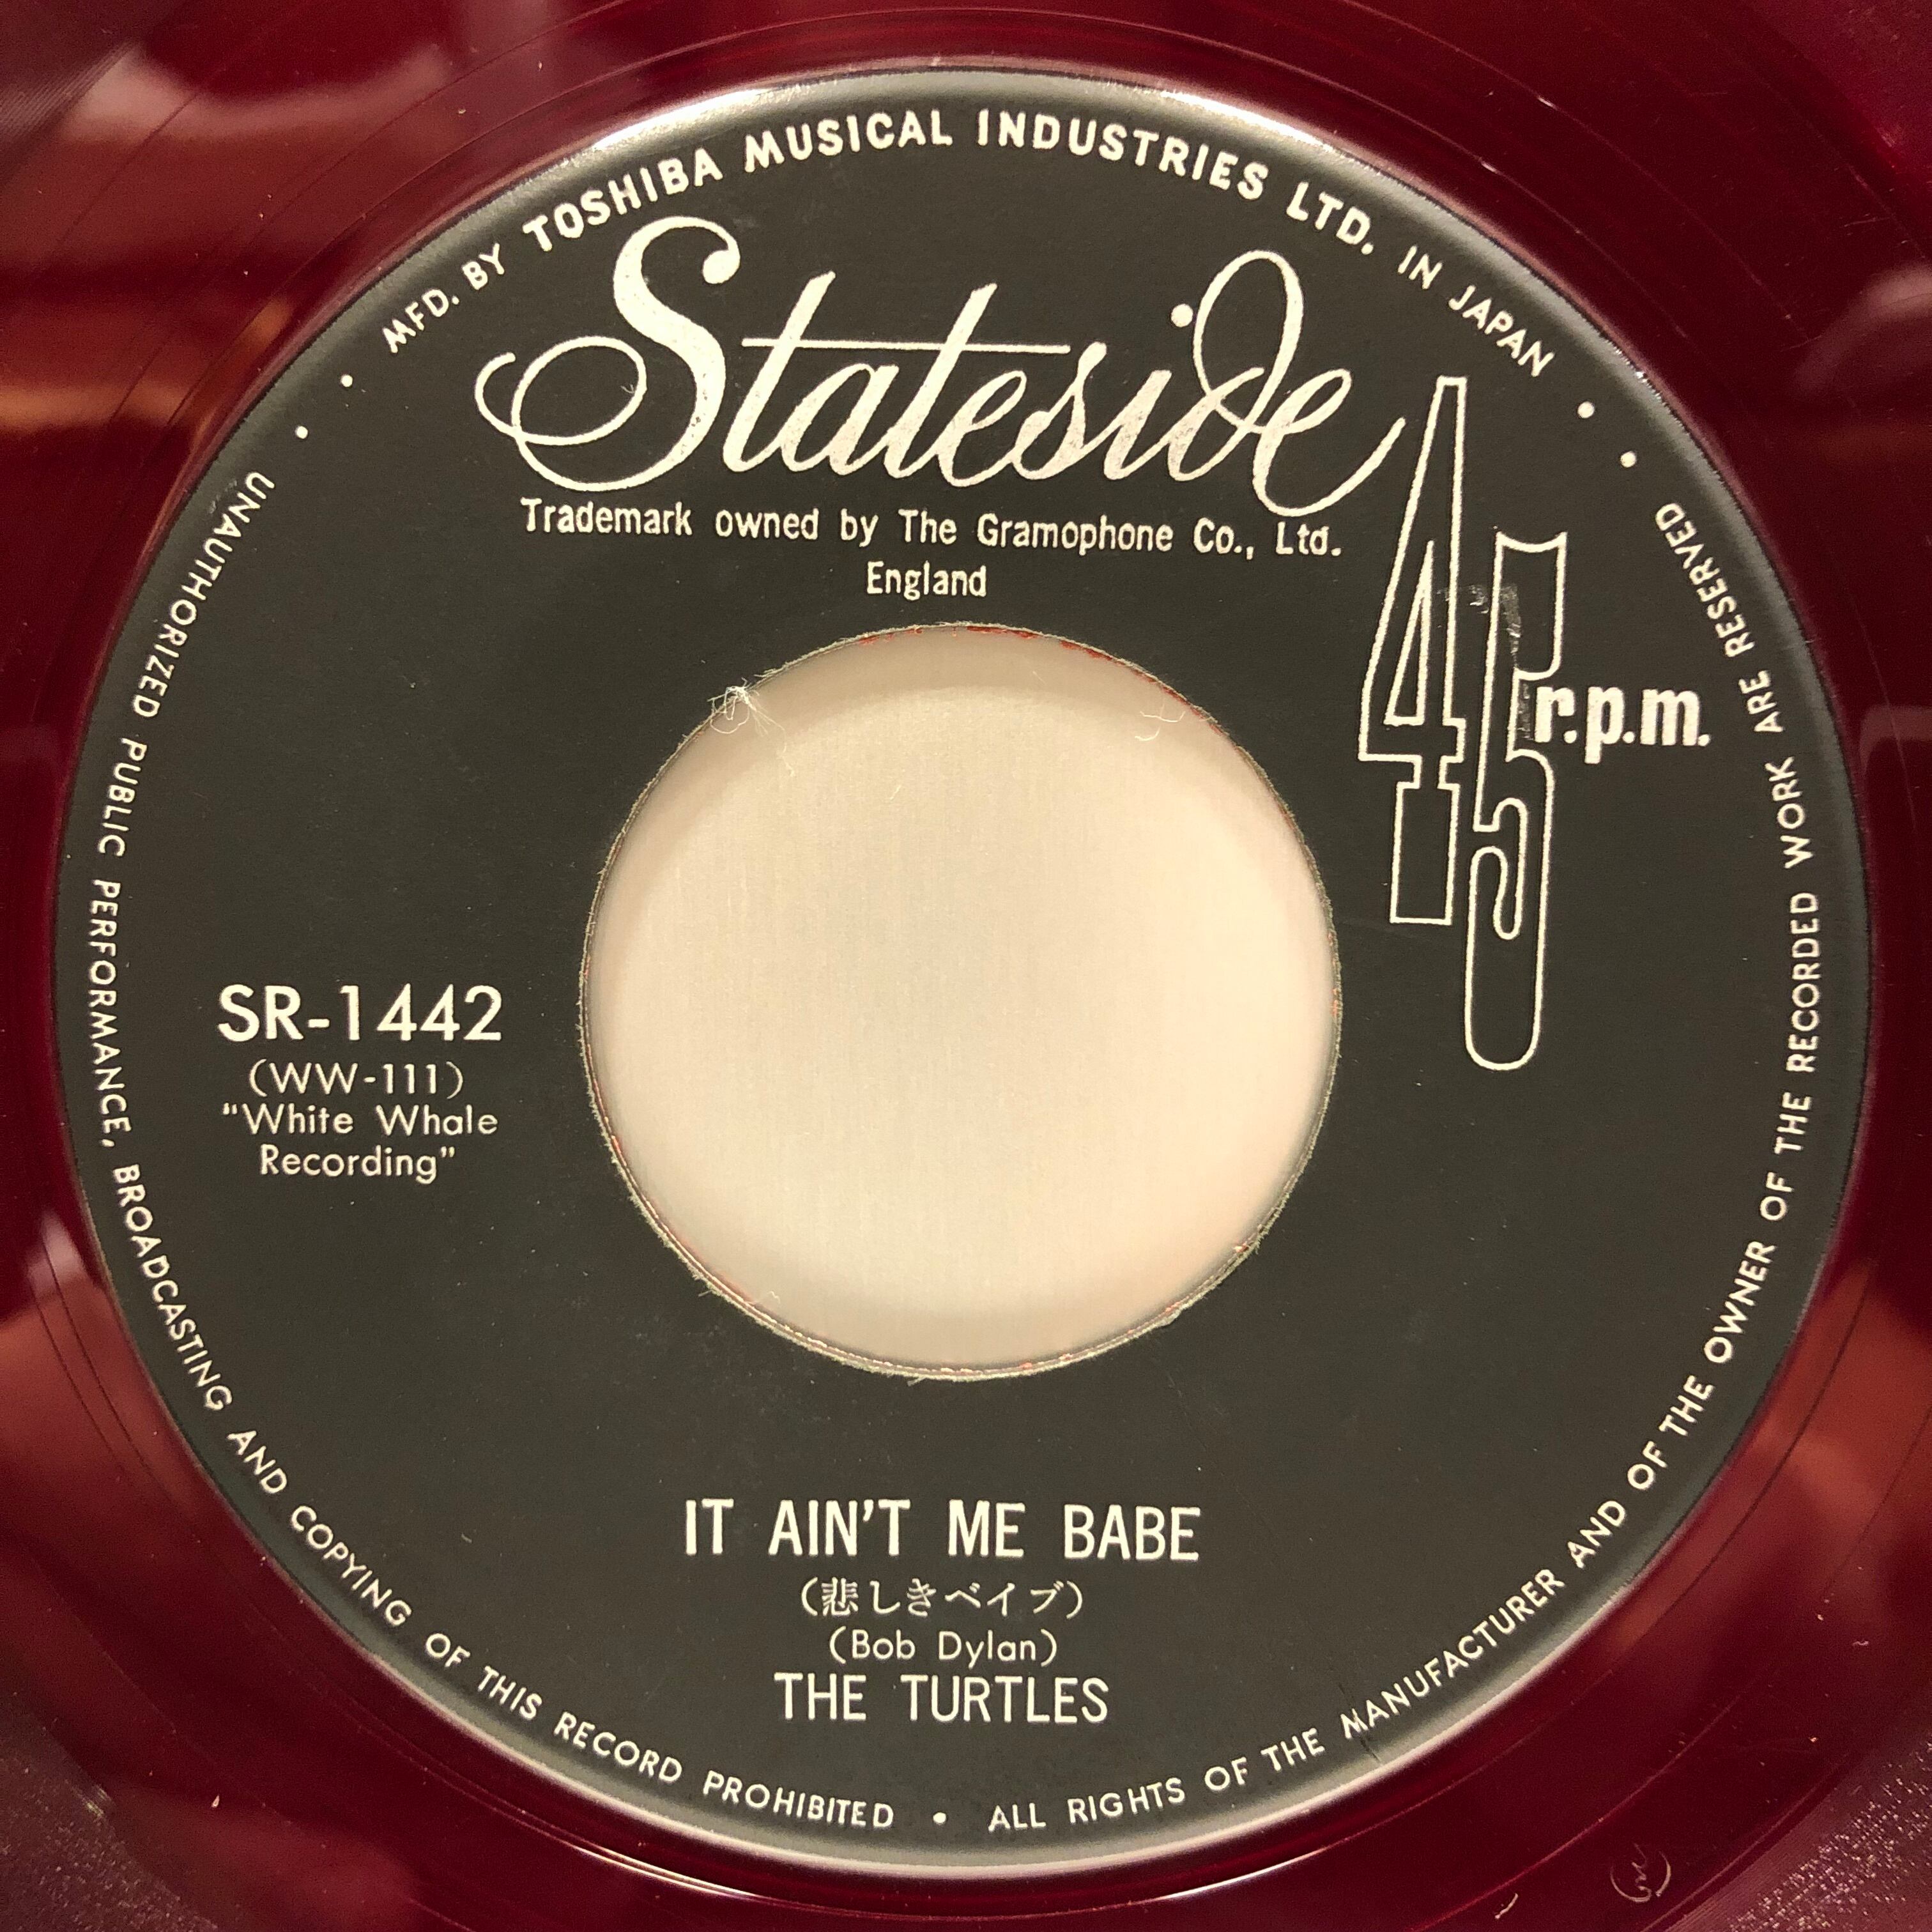 MFD. BY TOSHIBA MUSICAL INDUSTRIES LTD. IN JAPAN
Stateside
Trademark owned by The Gramophone Co., Ltd.
England
45 r.p.m.
SR-1442
(WW-111)
"White Whale
Recording"
IT AIN'T ME BABE
(悲しきベイブ)
(Bob Dylan)
THE TURTLES
UNAUTHORIZED PUBLIC PERFORMANCE, BROADCASTING AND COPYING OF THIS RECORD PROHIBITED • ALL RIGHTS OF THE MANUFACTURER AND OF THE OWNER OF THE RECORDED WORK ARE RESERVED